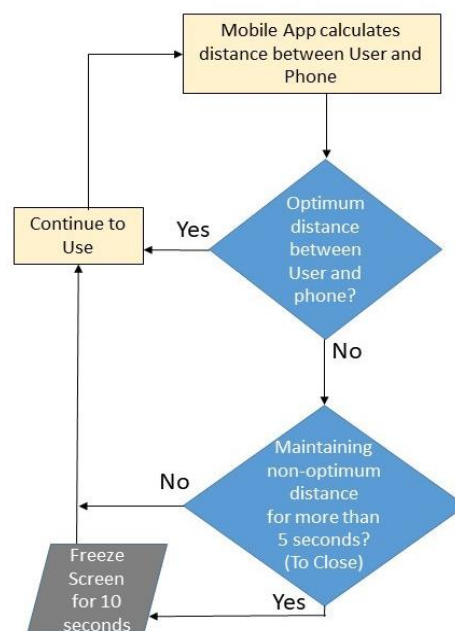 Mobile App calculates
distance between User and
Phone
Optimum
distance
between
User and
phone?
Yes
Continue to
Use
No
Maintaining
non-optimum
distance
for more than
5 seconds?
(To Close)
No
Yes
Freeze
Screen
for 10
seconds